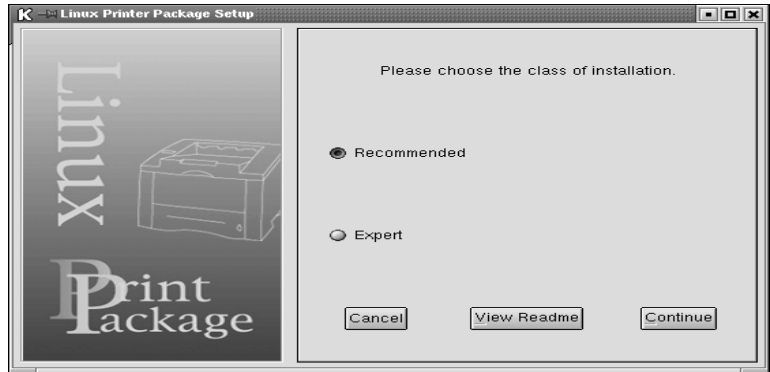 Linux Printer Package Setup
Linux
Print
Package
Please choose the class of installation.
Recommended
Expert
Cancel
View Readme
Continue